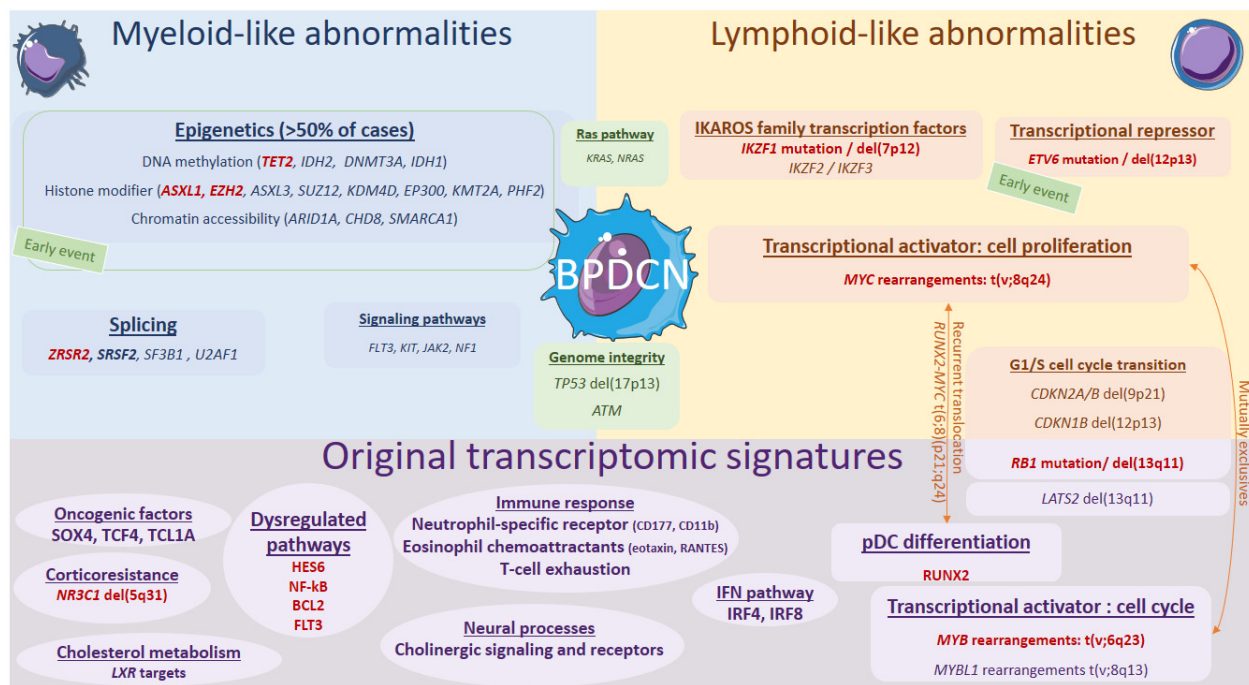 Myeloid-like abnormalities
Lymphoid-like abnormalities
Epigenetics (>50% of cases)
DNA methylation (TET2, IDH2, DNMT3A, IDH1)
Histone modifier (ASXL1, EZH2, ASXL3, SUZ12, KDM4D, EP300, KMT2A, PHF2)
Chromatin accessibility (ARID1A, CHD8, SMARCA1)
Early event
Ras pathway
KRAS, NRAS
IKAROS family transcription factors
IKZF1 mutation / del(7p12)
IKZF2 / IKZF3
Transcriptional repressor
ETV6 mutation / del(12p13)
Early event
BPDCN
Transcriptional activator: cell proliferation
MYC rearrangements: t(v;8q24)
Splicing
ZRSR2, SRSF2, SF3B1 , U2AF1
Signaling pathways
FLT3, KIT, JAK2, NF1
Genome integrity
TP53 del(17p13)
ATM
Recurrent translocation
RUNX2-MYC t(6;8)(p21;q24)
G1/S cell cycle transition
CDKN2A/B del(9p21)
CDKN1B del(12p13)
RB1 mutation/ del(13q11)
LATS2 del(13q11)
Mutually exclusives
Original transcriptomic signatures
Oncogenic factors
SOX4, TCF4, TCL1A
Corticoresistance
NR3C1 del(5q31)
Cholesterol metabolism
LXR targets
Dysregulated
pathways
HES6
NF-kB
BCL2
FLT3
Immune response
Neutrophil-specific receptor (CD177, CD11b)
Eosinophil chemoattractants (eotaxin, RANTES)
T-cell exhaustion
Neural processes
Cholinergic signaling and receptors
IFN pathway
IRF4, IRF8
pDC differentiation
RUNX2
Transcriptional activator : cell cycle
MYB rearrangements: t(v;6q23)
MYBL1 rearrangements t(v;8q13)